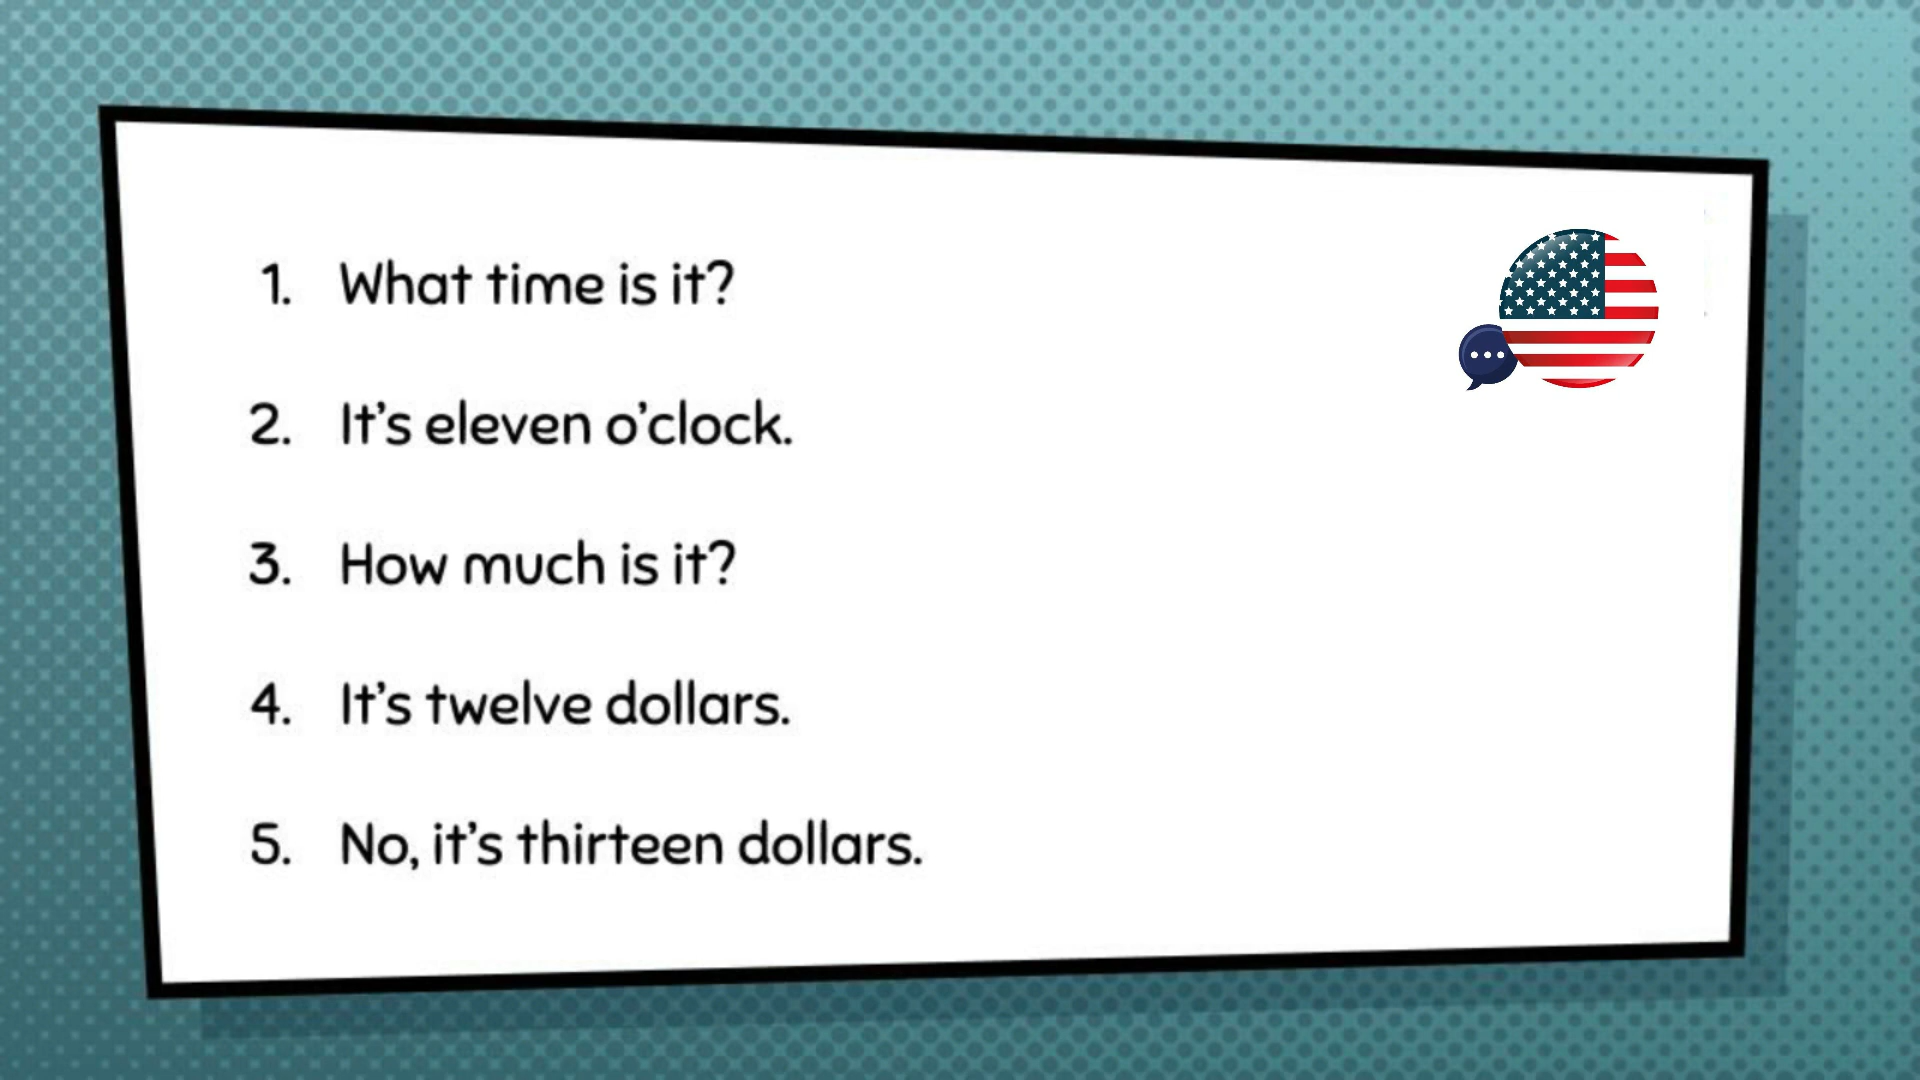 1. What time is it?
2. It’s eleven o’clock.
3. How much is it?
4. It’s twelve dollars.
5. No, it’s thirteen dollars.